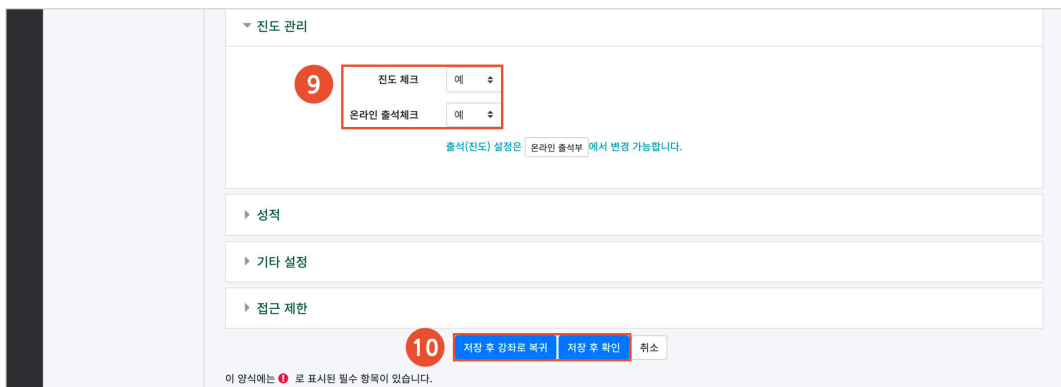 진도 관리
9
진도 체크 예
온라인 출석체크 예
출석(진도) 설정은 온라인 출석부 에서 변경 가능합니다.
성적
기타 설정
접근 제한
10 저장 후 강좌로 복귀 저장 후 확인 취소
이 양식에는 ! 로 표시된 필수 항목이 있습니다.